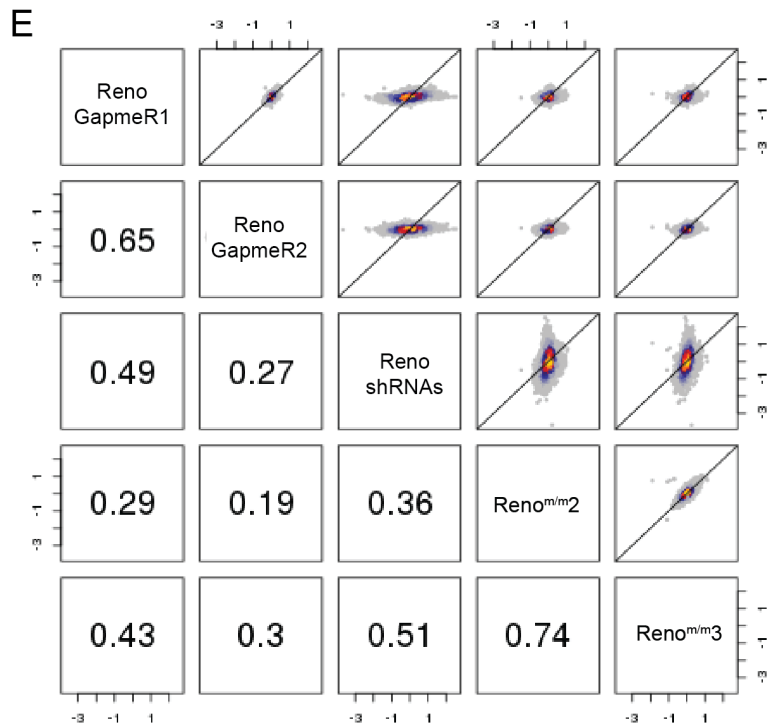 E
-3 -1 1 -3 -1 1
Reno
GapmeR1
1
-1
-3
1
-1
-3
0.65
Reno
GapmeR2
0.49
0.27
Reno
shRNAs
1
-1
-3
1
-1
-3
0.29
0.19
0.36
Reno^m/m2
0.43
0.3
0.51
0.74
Reno^m/m3
1
-1
-3
-3 -1 1 -3 -1 1 -3 -1 1